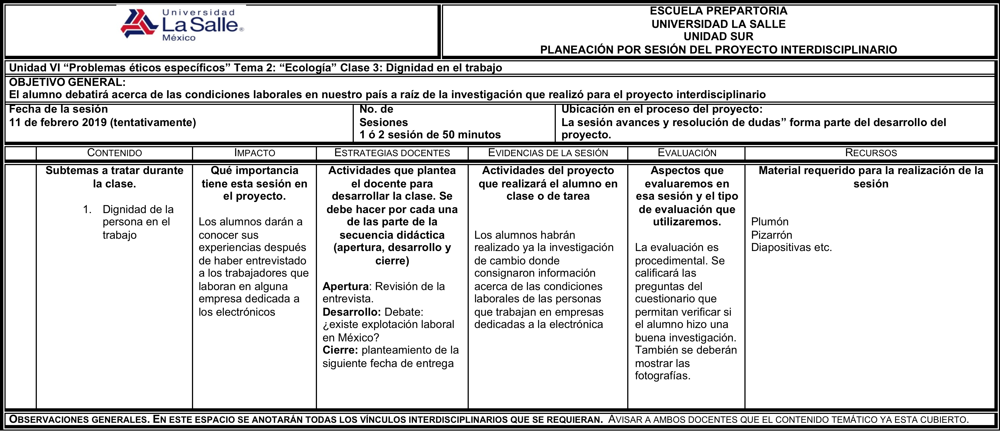 Universidad
La Salle®
México
ESCUELA PREPARTORIA
UNIVERSIDAD LA SALLE
UNIDAD SUR
PLANEACIÓN POR SESIÓN DEL PROYECTO INTERDISCIPLINARIO
Unidad VI “Problemas éticos específicos” Tema 2: “Ecología” Clase 3: Dignidad en el trabajo
OBJETIVO GENERAL:
El alumno debatirá acerca de las condiciones laborales en nuestro país a raíz de la investigación que realizó para el proyecto interdisciplinario
Fecha de la sesión
11 de febrero 2019 (tentativamente)
No. de
Sesiones
1 ó 2 sesión de 50 minutos
Ubicación en el proceso del proyecto:
La sesión avances y resolución de dudas” forma parte del desarrollo del
proyecto.
CONTENIDO
IMPACTO
ESTRATEGIAS DOCENTES
EVIDENCIAS DE LA SESIÓN
EVALUACIÓN
RECURSOS
Subtemas a tratar durante
la clase.
1. Dignidad de la
persona en el
trabajo
Qué importancia
tiene esta sesión en
el proyecto.
Los alumnos darán a
conocer sus
experiencias después
de haber entrevistado
a los trabajadores que
laboran en alguna
empresa dedicada a
los electrónicos
Actividades que plantea
el docente para
desarrollar la clase. Se
debe hacer por cada una
de las parte de la
secuencia didáctica
(apertura, desarrollo y
cierre)
Apertura: Revisión de la
entrevista.
Desarrollo: Debate:
¿existe explotación laboral
en México?
Cierre: planteamiento de la
siguiente fecha de entrega
Actividades del proyecto
que realizará el alumno en
clase o de tarea
Los alumnos habrán
realizado ya la investigación
de cambio donde
consignaron información
acerca de las condiciones
laborales de las personas
que trabajan en empresas
dedicadas a la electrónica
Aspectos que
evaluaremos en
esa sesión y el tipo
de evaluación que
utilizaremos.
La evaluación es
procedimental. Se
calificará las
preguntas del
cuestionario que
permitan verificar si
el alumno hizo una
buena investigación.
También se deberán
mostrar las
fotografías.
Material requerido para la realización de la
sesión
Plumón
Pizarrón
Diapositivas etc.
OBSERVACIONES GENERALES. EN ESTE ESPACIO SE ANOTARÁN TODAS LOS VÍNCULOS INTERDISCIPLINARIOS QUE SE REQUIERAN. AVISAR A AMBOS DOCENTES QUE EL CONTENIDO TEMÁTICO YA ESTA CUBIERTO.